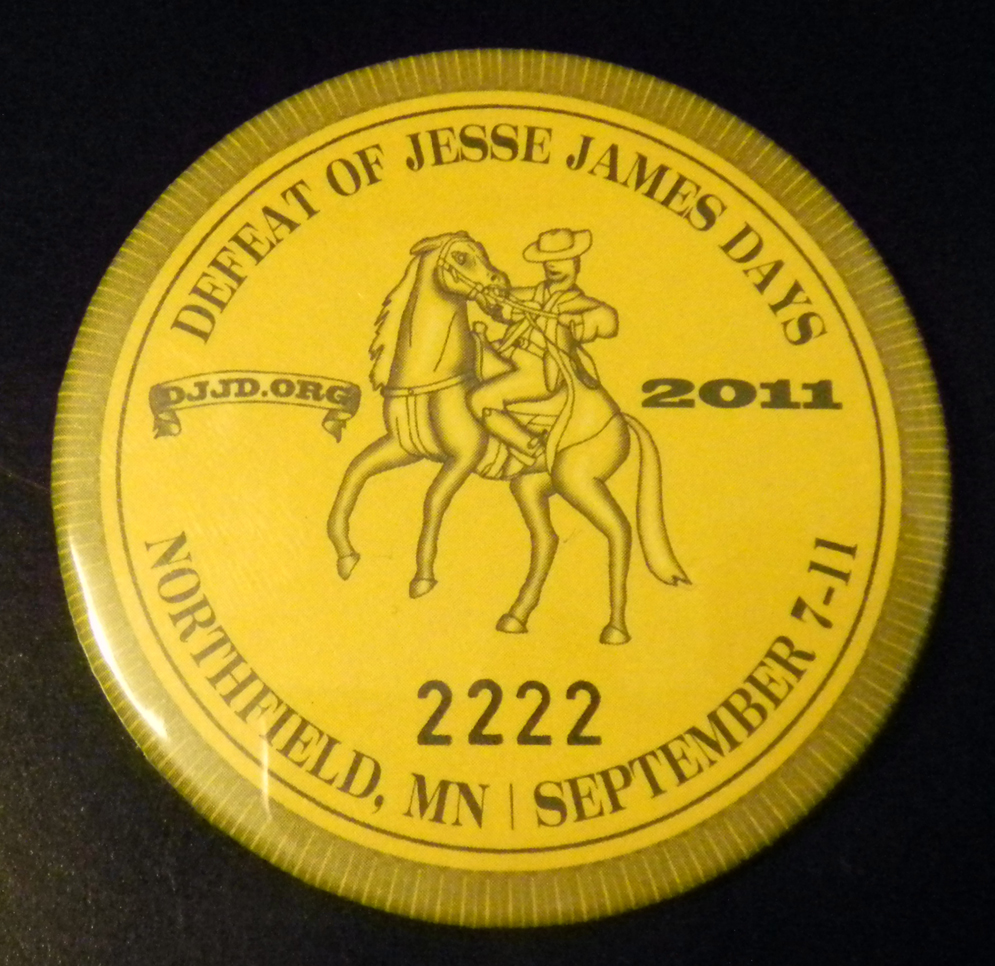 DEFEAT OF JESSE JAMES DAYS
DJJD.ORG
2011
2222
NORTHFIELD, MN | SEPTEMBER 7-11